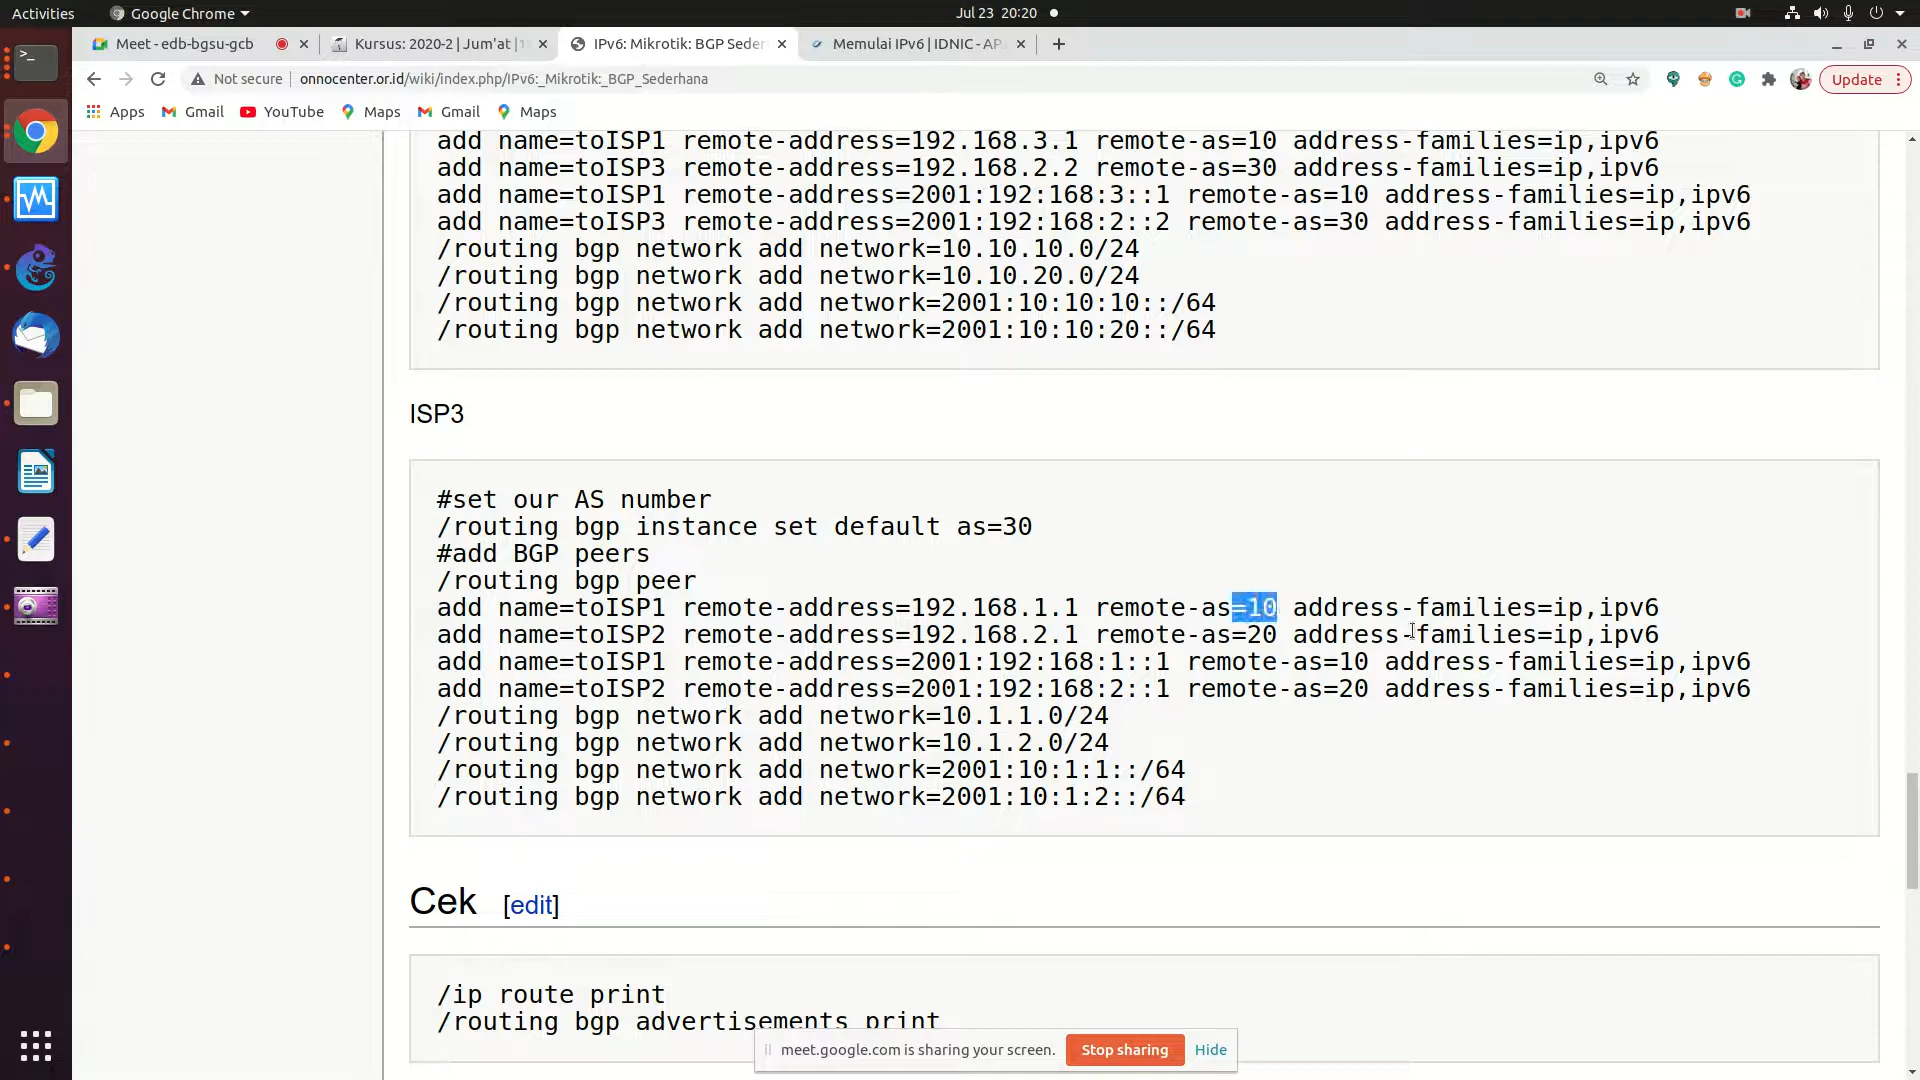 Activities
Google Chrome
Jul 23 20:20
Meet - edb-bgsu-gcb
Kursus: 2020-2 | Jum'at |
IPv6: Mikrotik: BGP Seder
Memulai IPv6 | IDNIC - AP
Not secure
onnocenter.or.id/wiki/index.php/IPv6:_Mikrotik:_BGP_Sederhana
Update
Apps
Gmail
YouTube
Maps
Gmail
Maps
add name=toISP1 remote-address=192.168.3.1 remote-as=10 address-families=ip,ipv6
add name=toISP3 remote-address=192.168.2.2 remote-as=30 address-families=ip,ipv6
add name=toISP1 remote-address=2001:192:168:3::1 remote-as=10 address-families=ip,ipv6
add name=toISP3 remote-address=2001:192:168:2::2 remote-as=30 address-families=ip,ipv6
/routing bgp network add network=10.10.10.0/24
/routing bgp network add network=10.10.20.0/24
/routing bgp network add network=2001:10:10:10::/64
/routing bgp network add network=2001:10:10:20::/64
ISP3
#set our AS number
/routing bgp instance set default as=30
#add BGP peers
/routing bgp peer
add name=toISP1 remote-address=192.168.1.1 remote-as=10 address-families=ip,ipv6
add name=toISP2 remote-address=192.168.2.1 remote-as=20 address-families=ip,ipv6
add name=toISP1 remote-address=2001:192:168:1::1 remote-as=10 address-families=ip,ipv6
add name=toISP2 remote-address=2001:192:168:2::1 remote-as=20 address-families=ip,ipv6
/routing bgp network add network=10.1.1.0/24
/routing bgp network add network=10.1.2.0/24
/routing bgp network add network=2001:10:1:1::/64
/routing bgp network add network=2001:10:1:2::/64
Cek [edit]
/ip route print
/routing bgp advertisements print
meet.google.com is sharing your screen.
Stop sharing
Hide